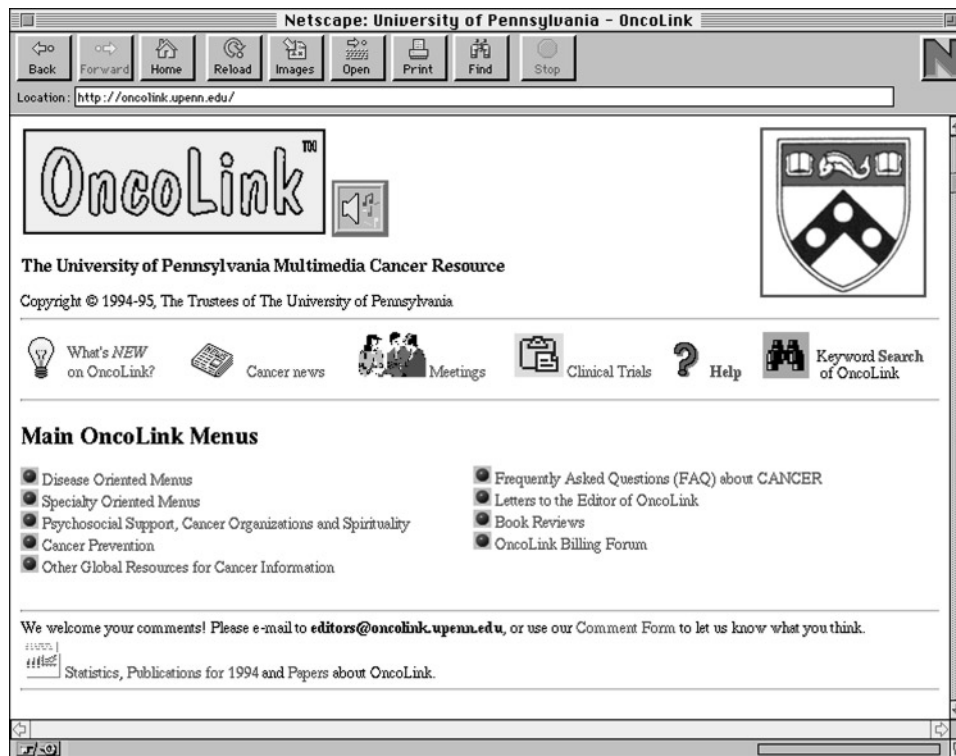 Netscape: University of Pennsylvania - OncoLink
Back Forward Home Reload Images Open Print Find Stop
N
Location: http://oncolink.upenn.edu/
OncoLink™
The University of Pennsylvania Multimedia Cancer Resource
Copyright © 1994-95, The Trustees of The University of Pennsylvania
What's NEW
on OncoLink?
Cancer news
Meetings
Clinical Trials
Help
Keyword Search
of OncoLink
Main OncoLink Menus
Disease Oriented Menus
Specialty Oriented Menus
Psychosocial Support, Cancer Organizations and Spirituality
Cancer Prevention
Other Global Resources for Cancer Information
Frequently Asked Questions (FAQ) about CANCER
Letters to the Editor of OncoLink
Book Reviews
OncoLink Billing Forum
We welcome your comments! Please e-mail to editors@oncolink.upenn.edu, or use our Comment Form to let us know what you think.
Statistics, Publications for 1994 and Papers about OncoLink.